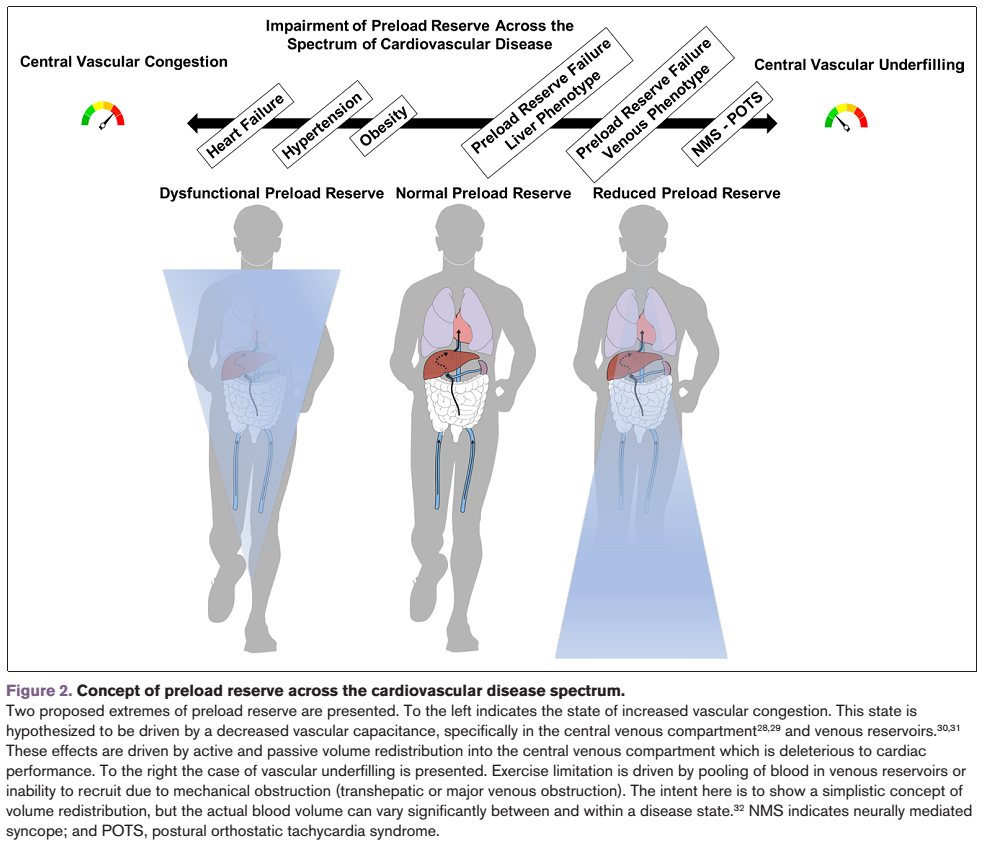 Impairment of Preload Reserve Across the
Spectrum of Cardiovascular Disease
Central Vascular Congestion
Central Vascular Underfilling
Heart Failure
Hypertension
Obesity
Preload Reserve Failure
Liver Phenotype
Preload Reserve Failure
Venous Phenotype
NMS - POTS
Dysfunctional Preload Reserve
Normal Preload Reserve
Reduced Preload Reserve
Figure 2. Concept of preload reserve across the cardiovascular disease spectrum.
Two proposed extremes of preload reserve are presented. To the left indicates the state of increased vascular congestion. This state is
hypothesized to be driven by a decreased vascular capacitance, specifically in the central venous compartment28,29 and venous reservoirs.30,31
These effects are driven by active and passive volume redistribution into the central venous compartment which is deleterious to cardiac
performance. To the right the case of vascular underfilling is presented. Exercise limitation is driven by pooling of blood in venous reservoirs or
inability to recruit due to mechanical obstruction (transhepatic or major venous obstruction). The intent here is to show a simplistic concept of
volume redistribution, but the actual blood volume can vary significantly between and within a disease state.32 NMS indicates neurally mediated
syncope; and POTS, postural orthostatic tachycardia syndrome.